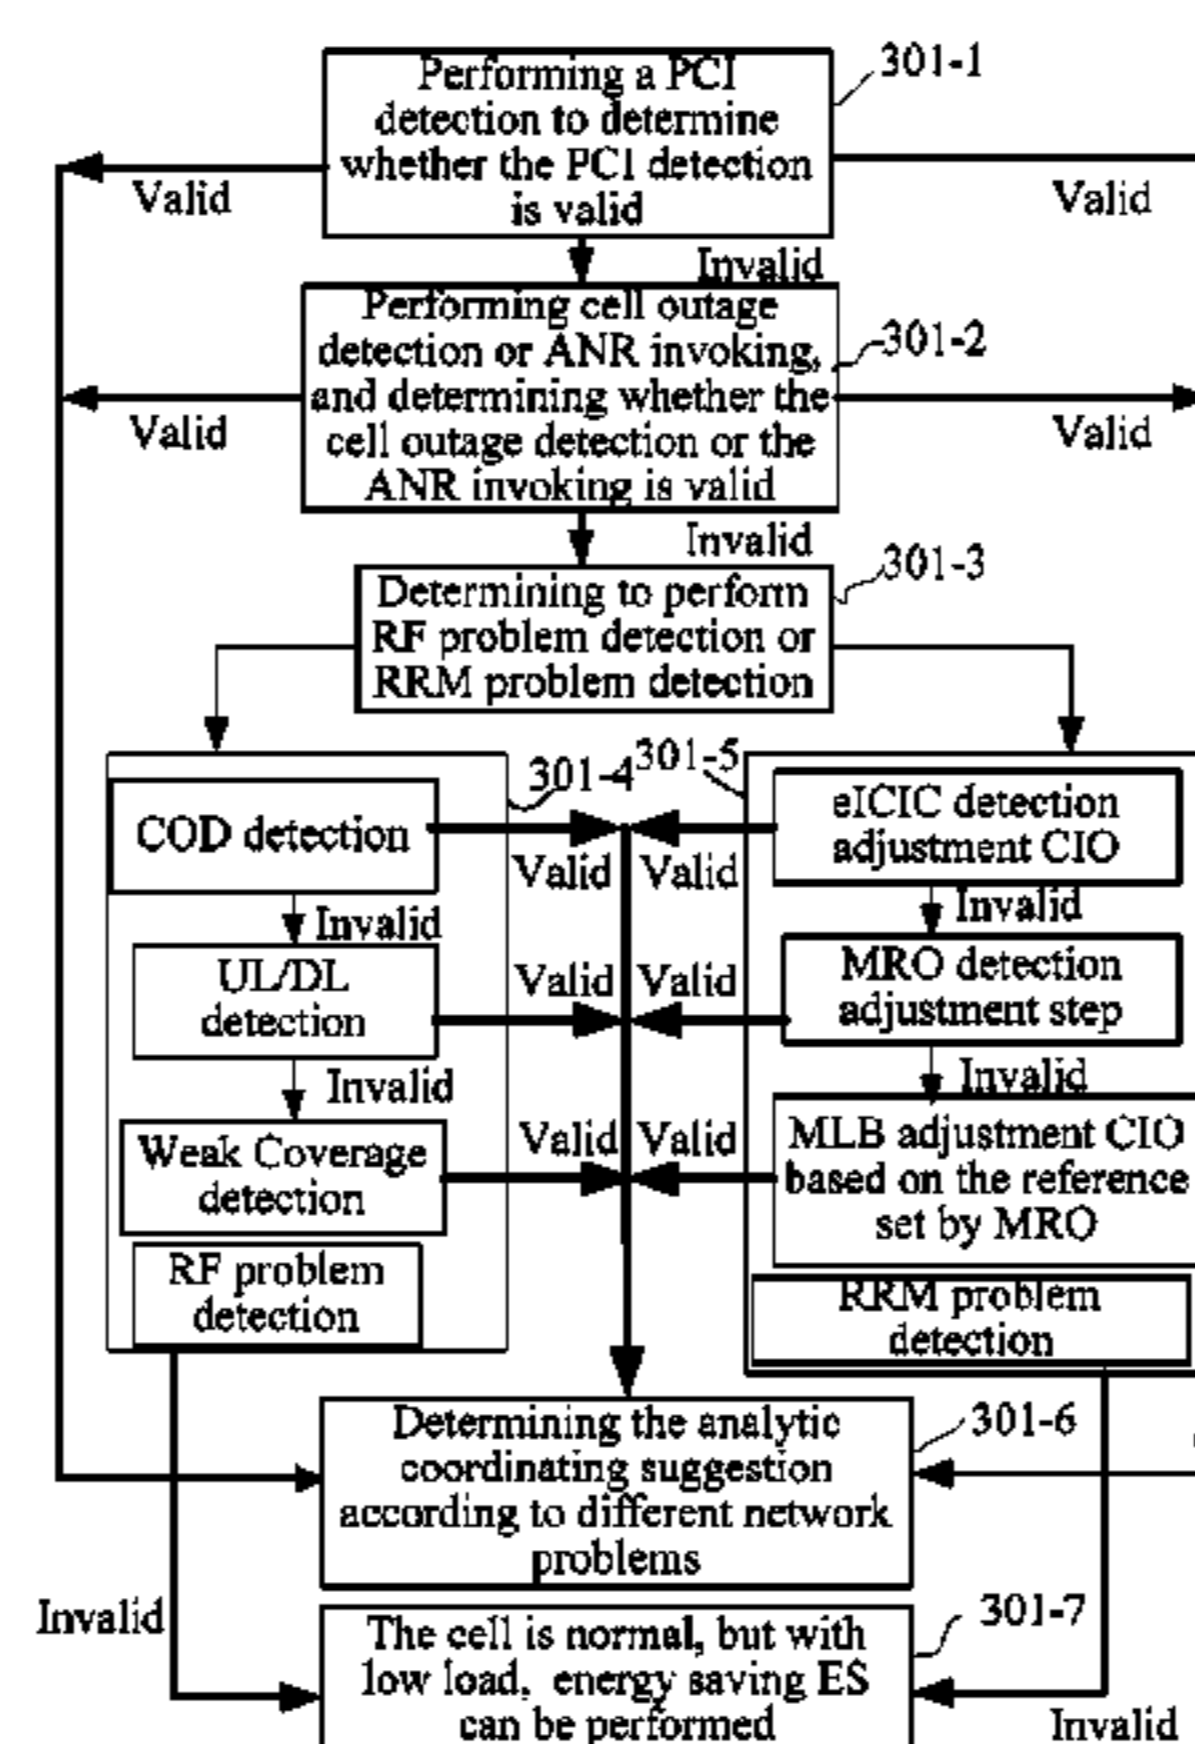 Performing a PCI
detection to determine
whether the PCI detection
is valid
301-1
Valid
Valid
Invalid
Performing cell outage
detection or ANR invoking,
and determining whether the
cell outage detection or the
ANR invoking is valid
301-2
Valid
Valid
Invalid
Determining to perform
RF problem detection or
RRM problem detection
301-3
301-4
301-5
COD detection
Valid
Valid
eICIC detection
adjustment CIO
Invalid
Invalid
UL/DL
detection
Valid
Valid
MRO detection
adjustment step
Invalid
Invalid
Weak Coverage
detection
Valid
Valid
MLB adjustment CIO
based on the reference
set by MRO
RF problem
detection
RRM problem
detection
Determining the analytic
coordinating suggestion
according to different network
problems
301-6
Invalid
The cell is normal, but with
low load, energy saving ES
can be performed
301-7
Invalid